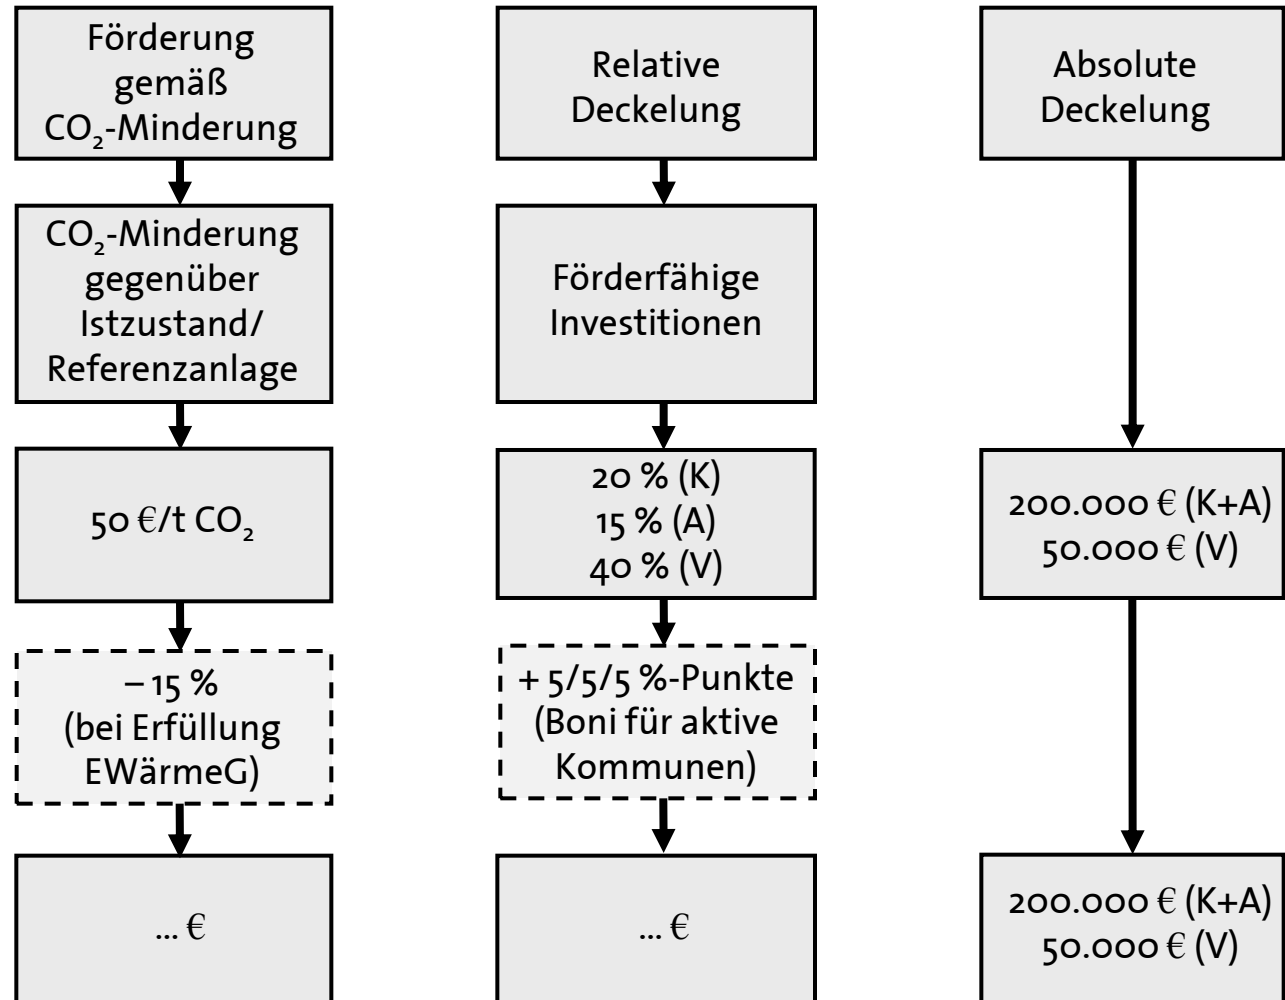 Förderung
gemäß
CO₂-Minderung
CO₂-Minderung
gegenüber
Istzustand/
Referenzanlage
50 €/t CO₂
– 15 %
(bei Erfüllung
EWärmeG)
... €
Relative
Deckelung
Förderfähige
Investitionen
20 % (K)
15 % (A)
40 % (V)
+ 5/5/5 %-Punkte
(Boni für aktive
Kommunen)
... €
Absolute
Deckelung
200.000 € (K+A)
50.000 € (V)
200.000 € (K+A)
50.000 € (V)